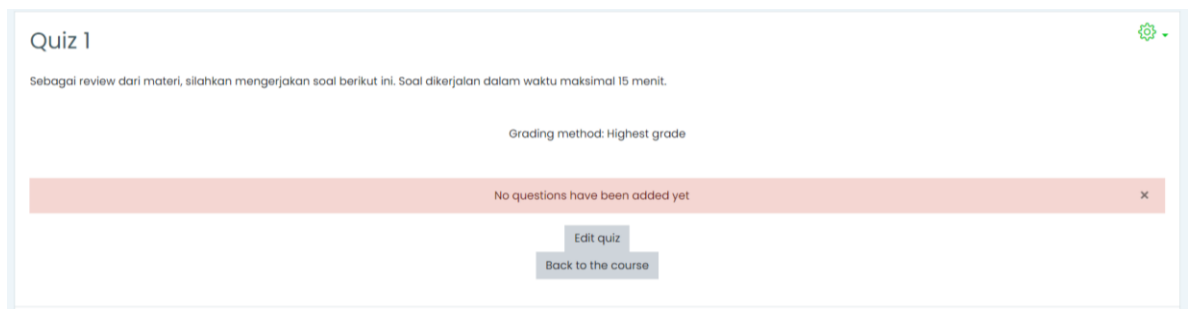 Quiz 1
Sebagai review dari materi, silahkan mengerjakan soal berikut ini. Soal dikerjalan dalam waktu maksimal 15 menit.
Grading method: Highest grade
No questions have been added yet ×
Edit quiz
Back to the course